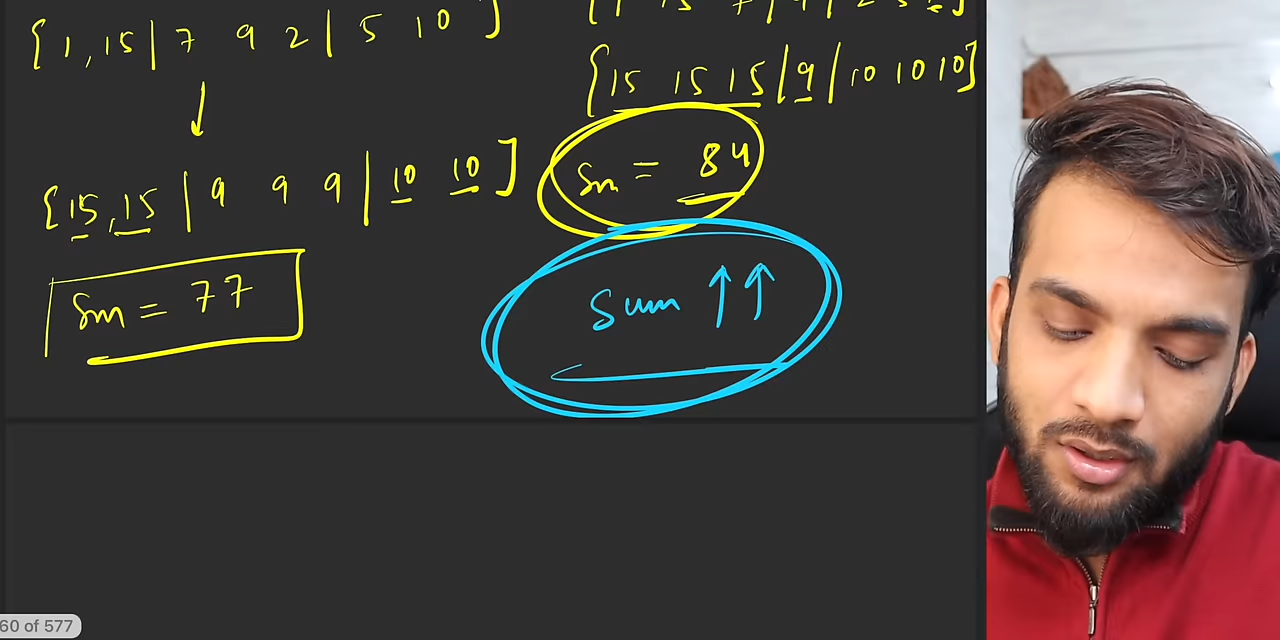 {1, 15 | 7 9 2 | 5 10 ]
{15, 15 | 9 9 9 | 10 10 ]
Sm = 77
{15 15 15 | 9 | 10 10 10]
Sm = 84
Sum ↑↑
60 of 577